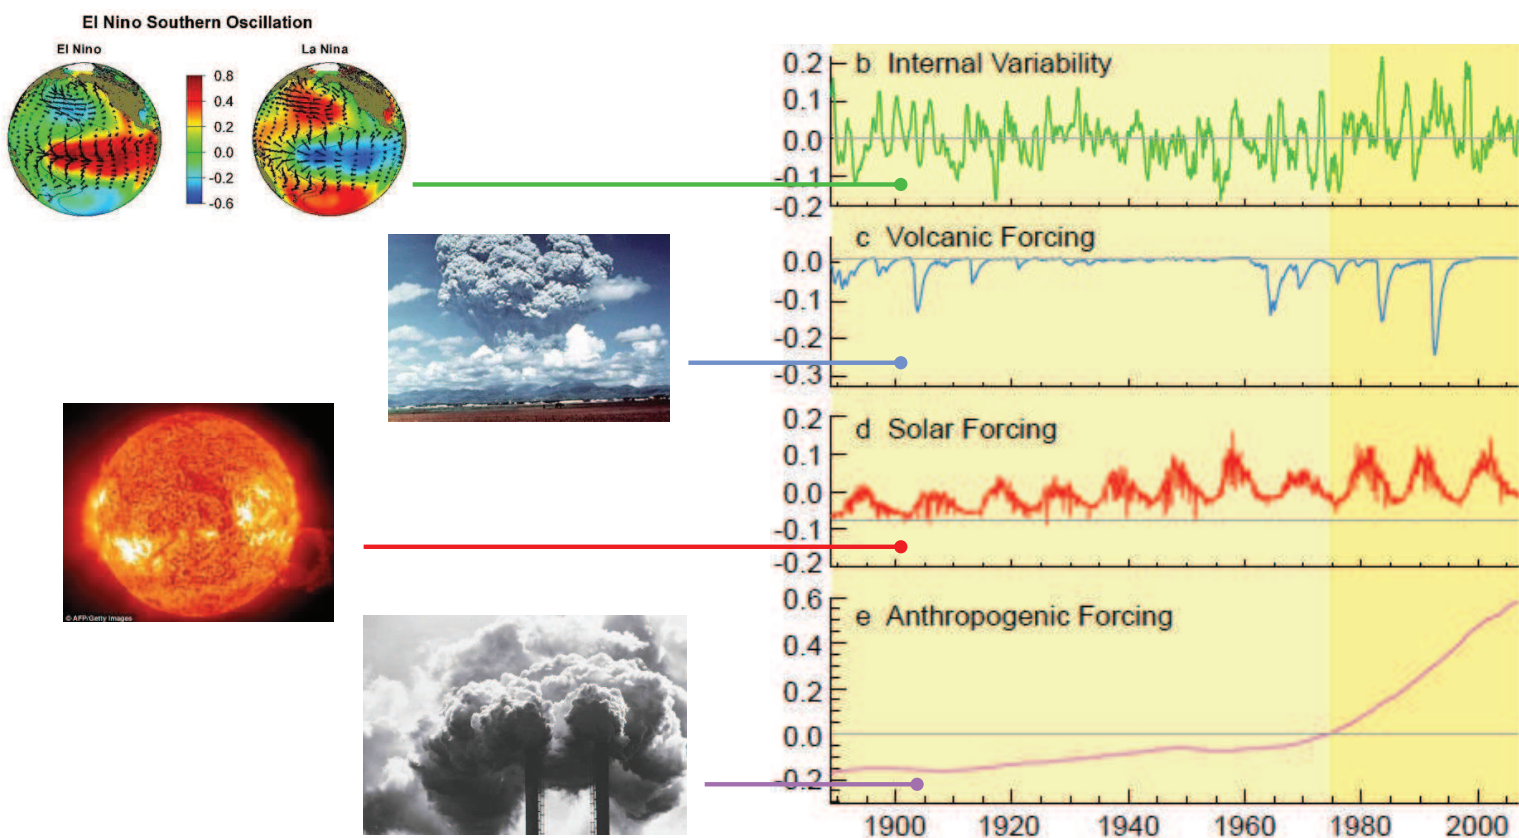 El Nino Southern Oscillation
El Nino
La Nina
0.8
0.4
0.2
0.0
-0.2
-0.6
b Internal Variability
0.2
0.1
0.0
-0.1
-0.2
c Volcanic Forcing
0.0
-0.1
-0.2
-0.3
d Solar Forcing
0.2
0.1
0.0
-0.1
-0.2
© AFP/Getty Images
e Anthropogenic Forcing
0.6
0.4
0.2
0.0
-0.2
1900 1920 1940 1960 1980 2000